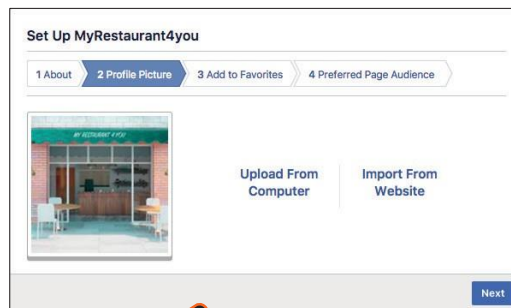 Set Up MyRestaurant4you
1 About 2 Profile Picture 3 Add to Favorites 4 Preferred Page Audience
MY RESTAURANT 4 YOU
Upload From
Computer
Import From
Website
Next